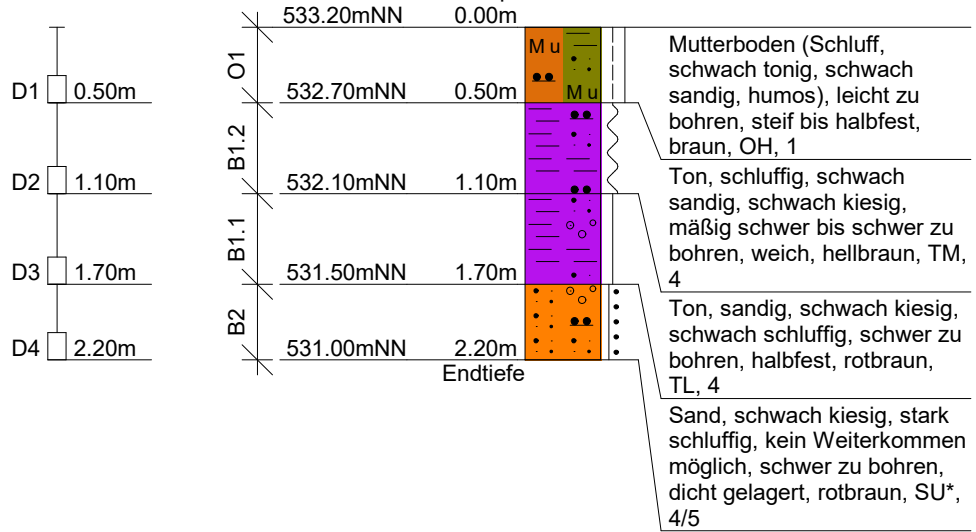 533.20mNN 0.00m
O1
M u
D1 0.50m
532.70mNN 0.50m
M u
Mutterboden (Schluff,
schwach tonig, schwach
sandig, humos), leicht zu
bohren, steif bis halbfest,
braun, OH, 1
B1.2
D2 1.10m
532.10mNN 1.10m
Ton, schluffig, schwach
sandig, schwach kiesig,
mäßig schwer bis schwer zu
bohren, weich, hellbraun, TM,
4
B1.1
D3 1.70m
531.50mNN 1.70m
Ton, sandig, schwach kiesig,
schwach schluffig, schwer zu
bohren, halbfest, rotbraun,
TL, 4
B2
D4 2.20m
531.00mNN 2.20m
Endtiefe
Sand, schwach kiesig, stark
schluffig, kein Weiterkommen
möglich, schwer zu bohren,
dicht gelagert, rotbraun, SU*,
4/5